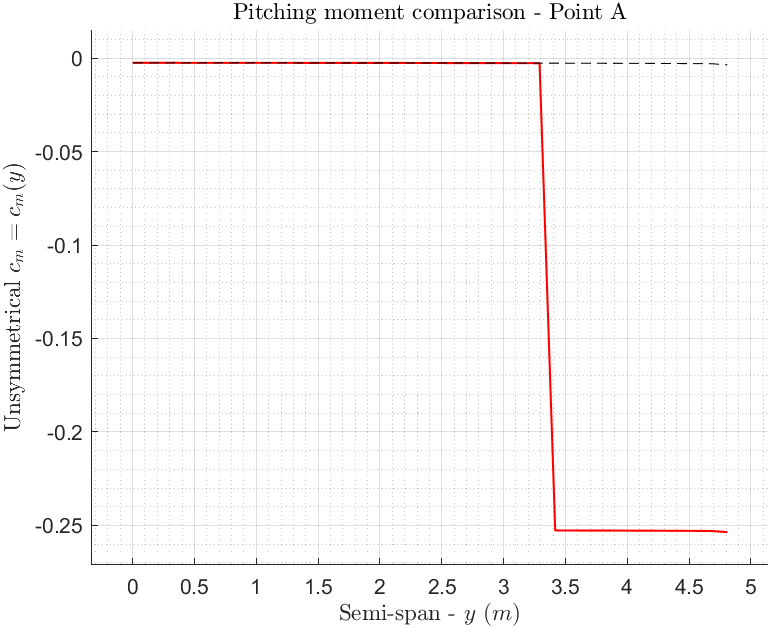 Pitching moment comparison - Point A
Unsymmetrical c_m = c_m(y)
0
-0.05
-0.1
-0.15
-0.2
-0.25
0 0.5 1 1.5 2 2.5 3 3.5 4 4.5 5
Semi-span - y (m)